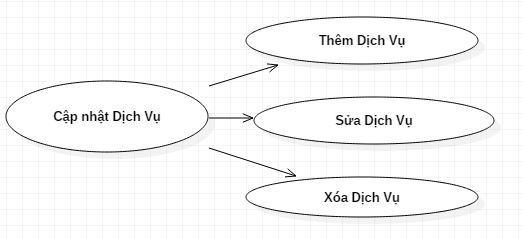 Thêm Dịch Vụ
Cập nhật Dịch Vụ
Sửa Dịch Vụ
Xóa Dịch Vụ